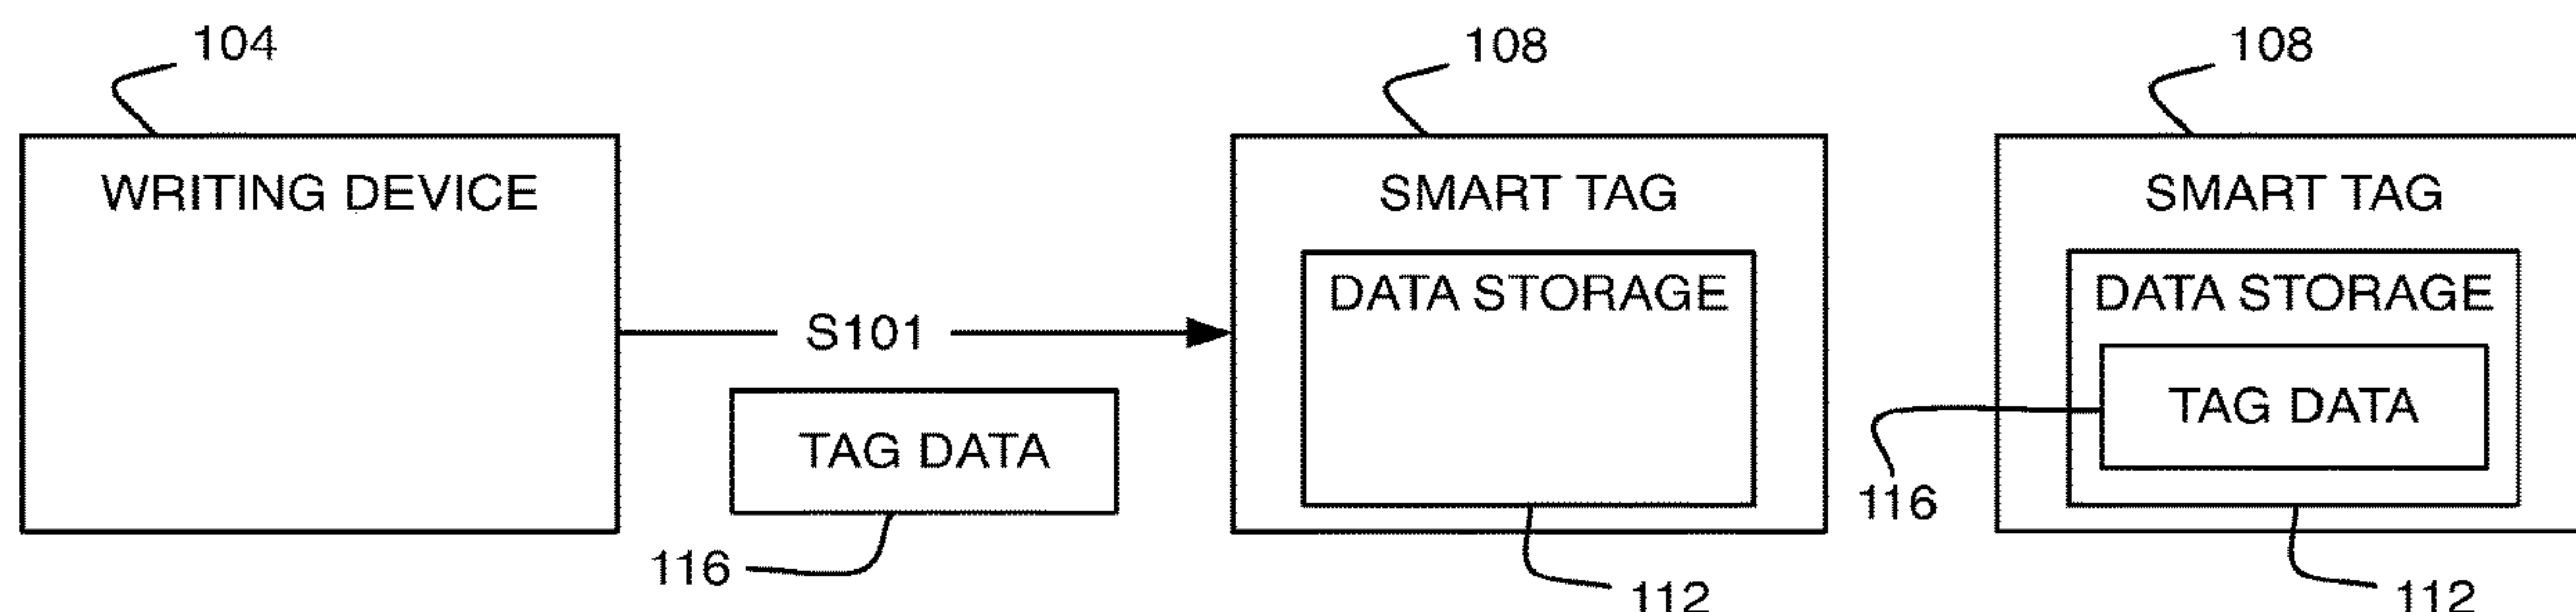 104
108
108
WRITING DEVICE
SMART TAG
SMART TAG
DATA STORAGE
DATA STORAGE
S101
TAG DATA
TAG DATA
116
116
112
112